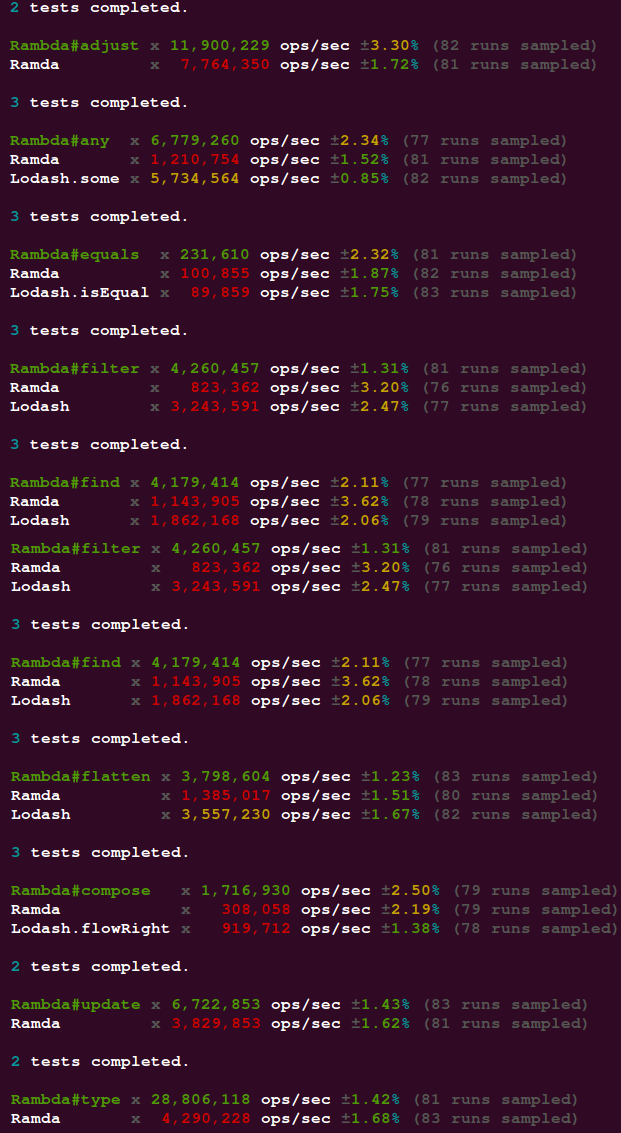 2 tests completed.
Rambda#adjust x 11,900,229 ops/sec ±3.30% (82 runs sampled)
Ramda x 7,764,350 ops/sec ±1.72% (81 runs sampled)
3 tests completed.
Rambda#any x 6,779,260 ops/sec ±2.34% (77 runs sampled)
Ramda x 1,210,754 ops/sec ±1.52% (81 runs sampled)
Lodash.some x 5,734,564 ops/sec ±0.85% (82 runs sampled)
3 tests completed.
Rambda#equals x 231,610 ops/sec ±2.32% (81 runs sampled)
Ramda x 100,855 ops/sec ±1.87% (82 runs sampled)
Lodash.isEqual x 89,859 ops/sec ±1.75% (83 runs sampled)
3 tests completed.
Rambda#filter x 4,260,457 ops/sec ±1.31% (81 runs sampled)
Ramda x 823,362 ops/sec ±3.20% (76 runs sampled)
Lodash x 3,243,591 ops/sec ±2.47% (77 runs sampled)
3 tests completed.
Rambda#find x 4,179,414 ops/sec ±2.11% (77 runs sampled)
Ramda x 1,143,905 ops/sec ±3.62% (78 runs sampled)
Lodash x 1,862,168 ops/sec ±2.06% (79 runs sampled)
Rambda#filter x 4,260,457 ops/sec ±1.31% (81 runs sampled)
Ramda x 823,362 ops/sec ±3.20% (76 runs sampled)
Lodash x 3,243,591 ops/sec ±2.47% (77 runs sampled)
3 tests completed.
Rambda#find x 4,179,414 ops/sec ±2.11% (77 runs sampled)
Ramda x 1,143,905 ops/sec ±3.62% (78 runs sampled)
Lodash x 1,862,168 ops/sec ±2.06% (79 runs sampled)
3 tests completed.
Rambda#flatten x 3,798,604 ops/sec ±1.23% (83 runs sampled)
Ramda x 1,385,017 ops/sec ±1.51% (80 runs sampled)
Lodash x 3,557,230 ops/sec ±1.67% (82 runs sampled)
3 tests completed.
Rambda#compose x 1,716,930 ops/sec ±2.50% (79 runs sampled)
Ramda x 308,058 ops/sec ±2.19% (79 runs sampled)
Lodash.flowRight x 919,712 ops/sec ±1.38% (78 runs sampled)
2 tests completed.
Rambda#update x 6,722,853 ops/sec ±1.43% (83 runs sampled)
Ramda x 3,829,853 ops/sec ±1.62% (81 runs sampled)
2 tests completed.
Rambda#type x 28,806,118 ops/sec ±1.42% (81 runs sampled)
Ramda x 4,290,228 ops/sec ±1.68% (83 runs sampled)